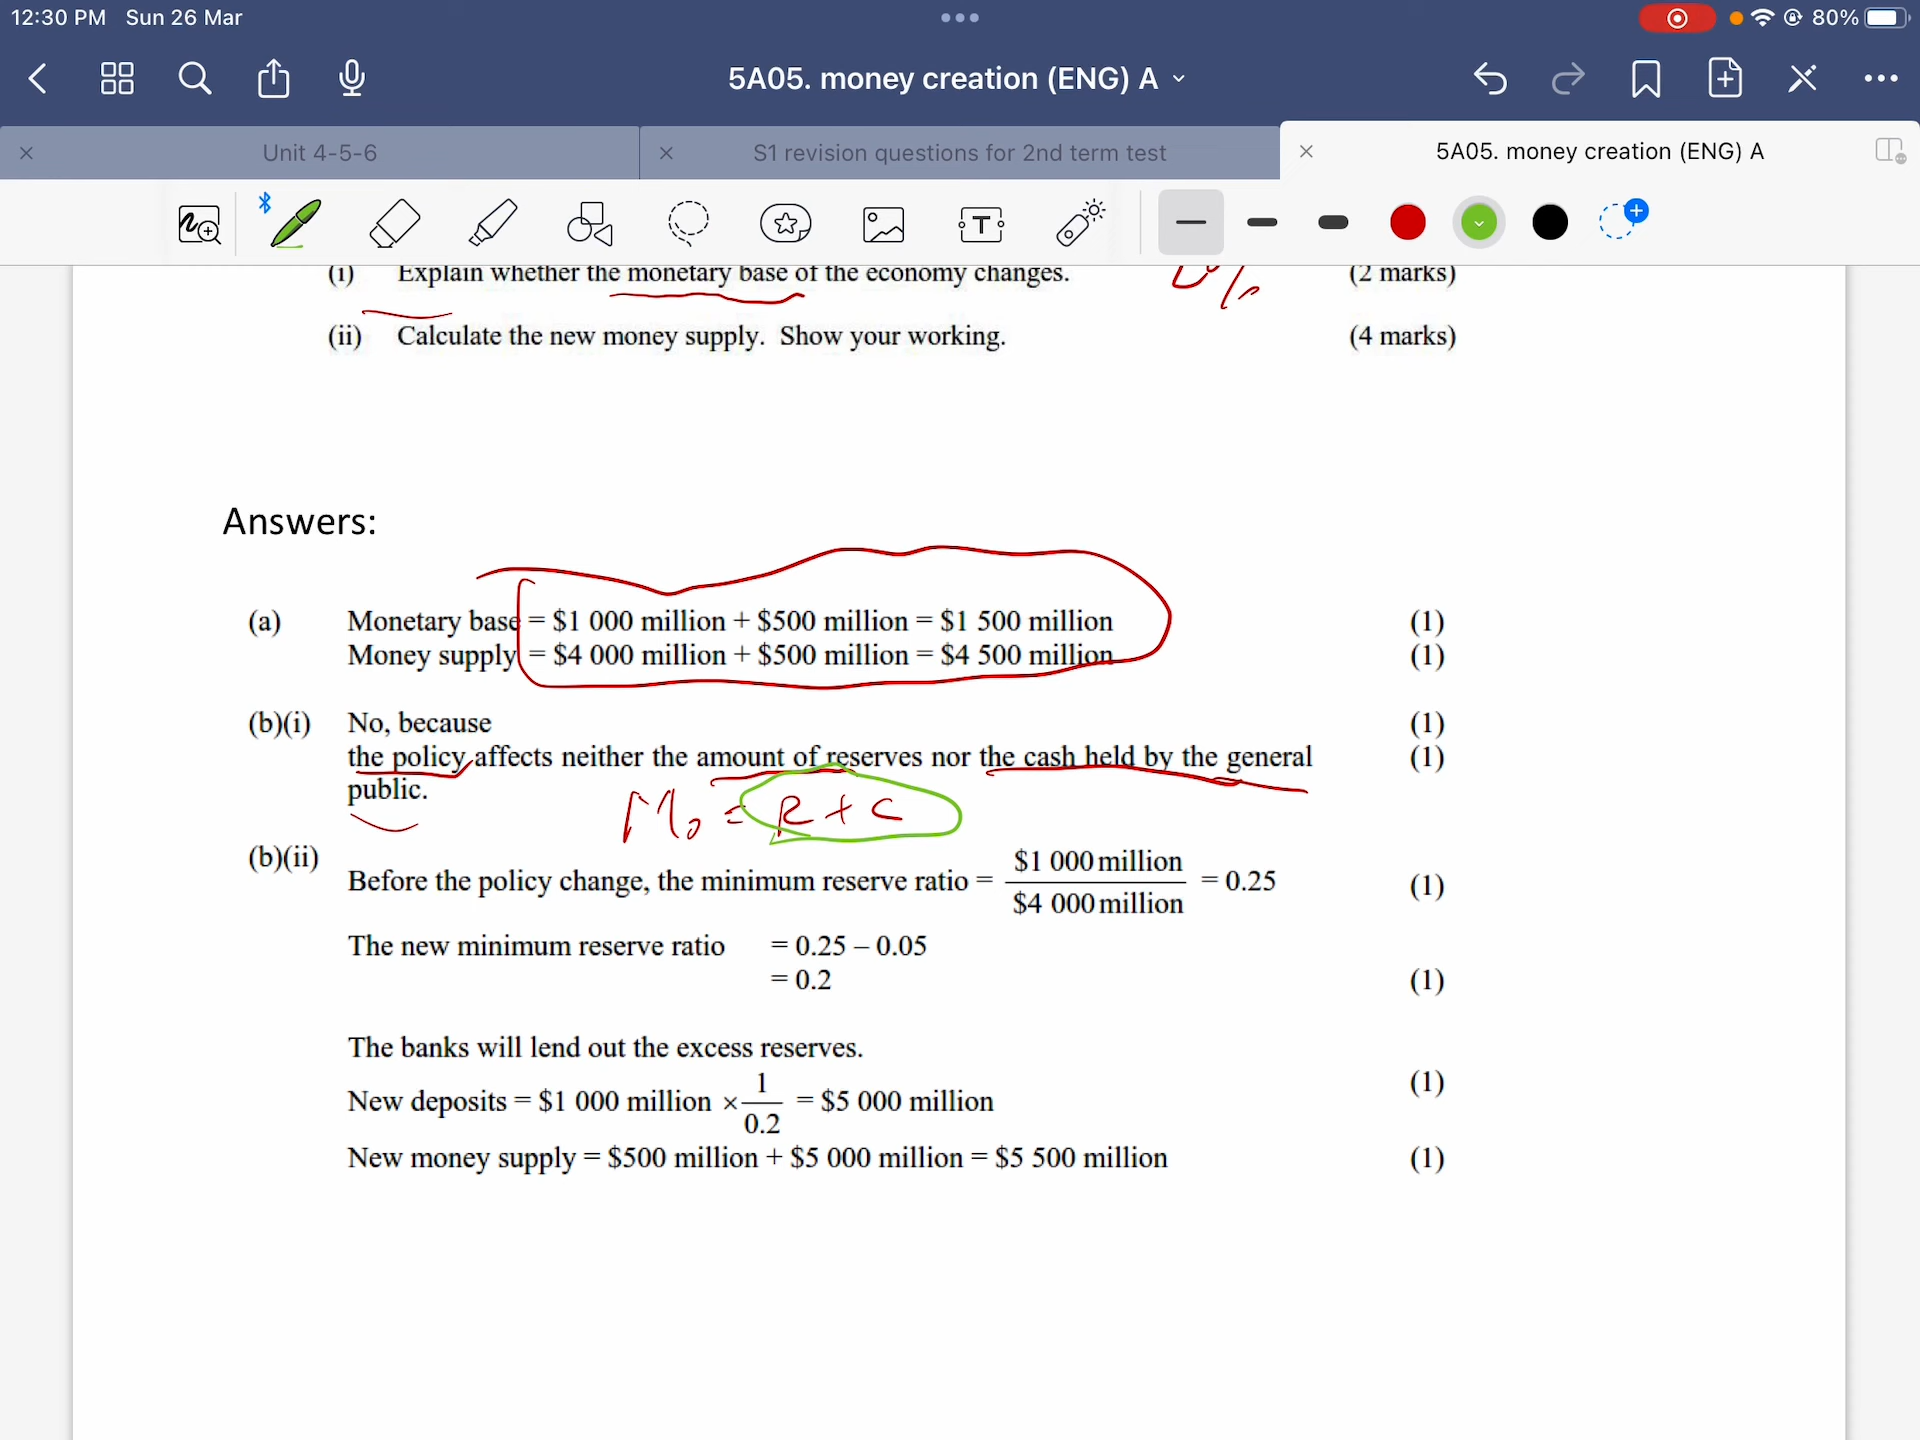 12:30 PM Sun 26 Mar
80%
5A05. money creation (ENG) A
Unit 4-5-6
S1 revision questions for 2nd term test
5A05. money creation (ENG) A
(i) Explain whether the monetary base of the economy changes. (2 marks)
(ii) Calculate the new money supply. Show your working. (4 marks)
Answers:
(a) Monetary base = $1 000 million + $500 million = $1 500 million (1)
Money supply = $4 000 million + $500 million = $4 500 million (1)
(b)(i) No, because (1)
the policy affects neither the amount of reserves nor the cash held by the general (1)
public.
M₀ = R + C
(b)(ii) Before the policy change, the minimum reserve ratio = $1 000 million / $4 000 million = 0.25 (1)
The new minimum reserve ratio = 0.25 – 0.05
= 0.2 (1)
The banks will lend out the excess reserves. (1)
New deposits = $1 000 million × 1 / 0.2 = $5 000 million
New money supply = $500 million + $5 000 million = $5 500 million (1)